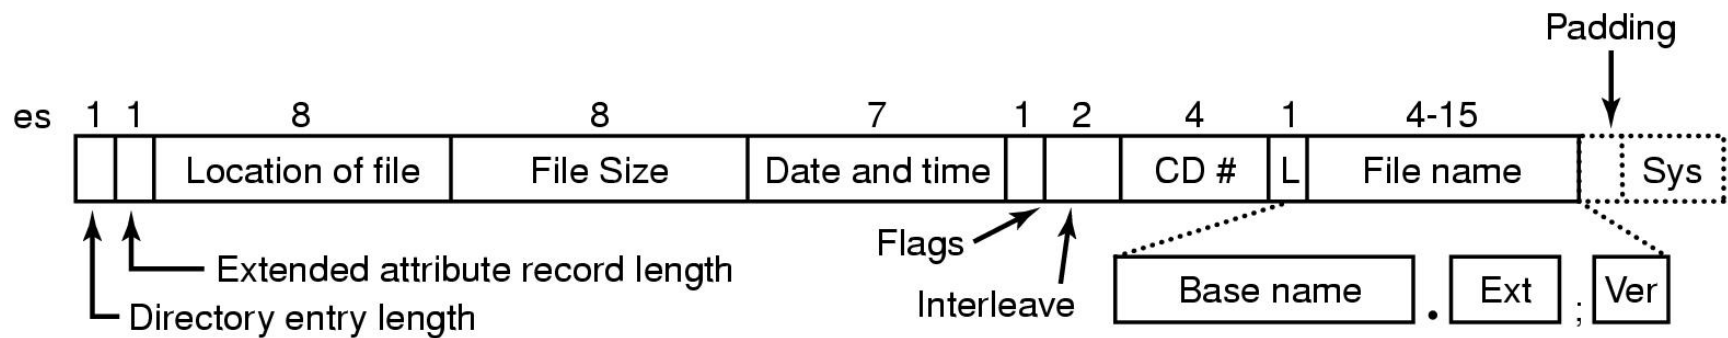 Padding
es 1 1 8 8 7 1 2 4 1 4-15
Location of file File Size Date and time CD # L File name Sys
Flags
Extended attribute record length
Interleave
Base name . Ext ; Ver
Directory entry length